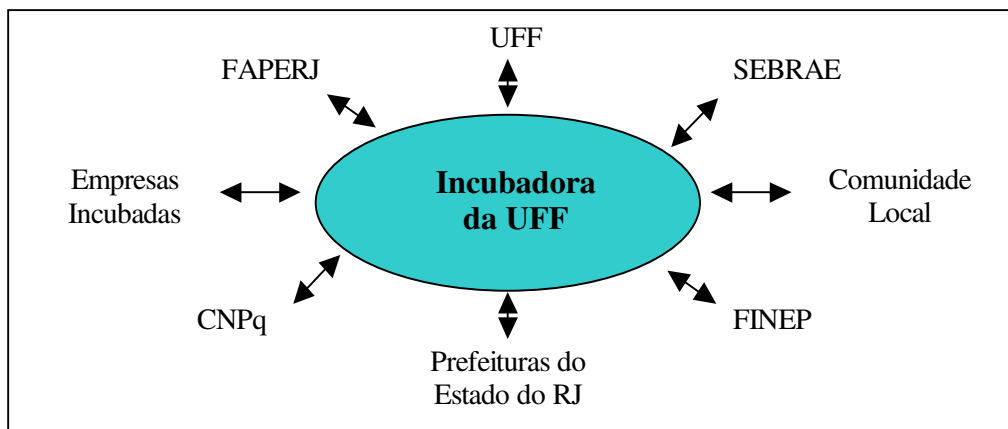 UFF
FAPERJ
SEBRAE
Empresas
Incubadas
Incubadora
da UFF
Comunidade
Local
CNPq
FINEP
Prefeituras do
Estado do RJ